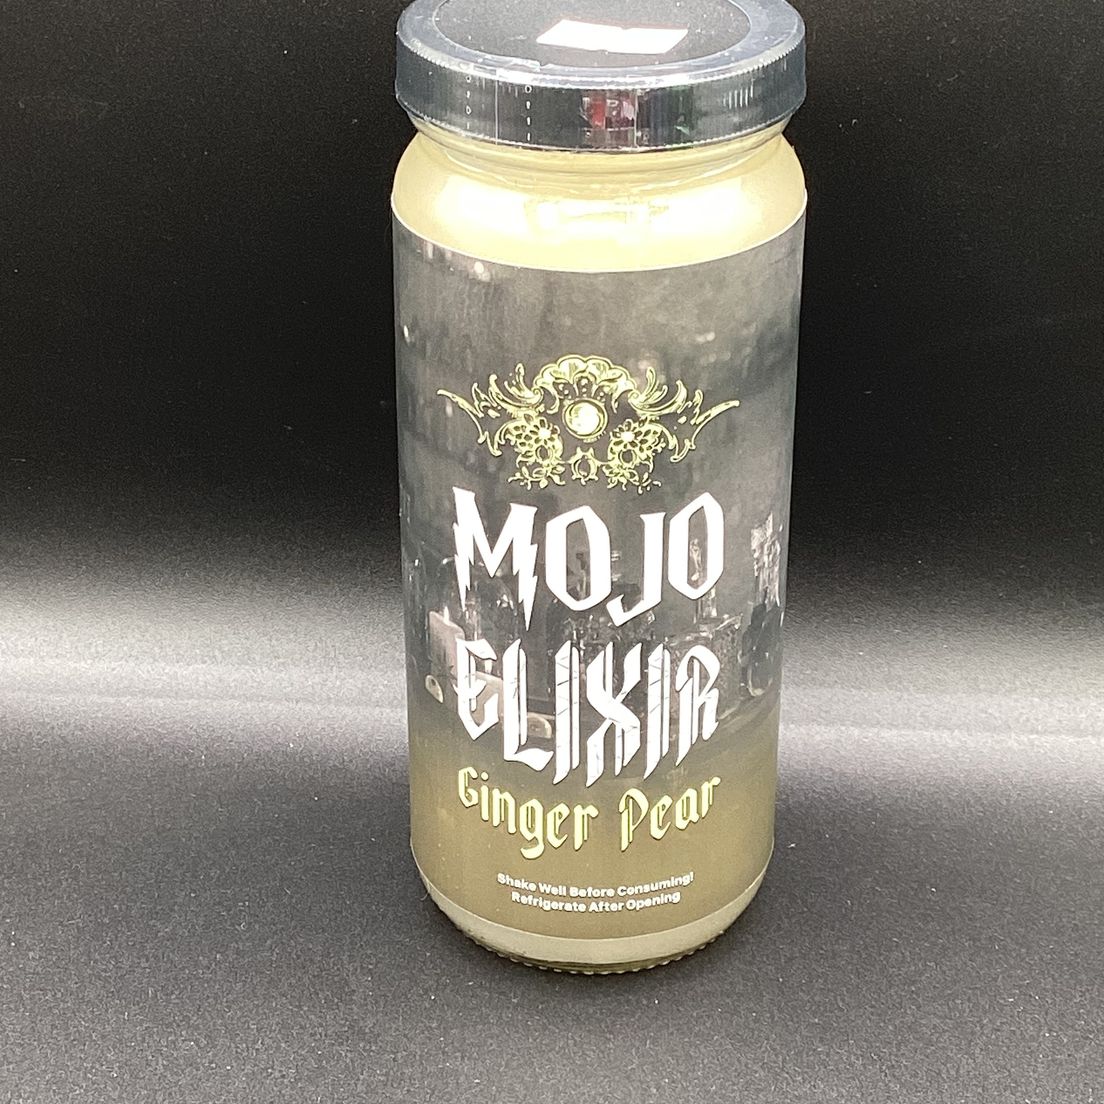 MOJO
ELIXIR
Ginger Pear
Shake Well Before Consuming!
Refrigerate After Opening